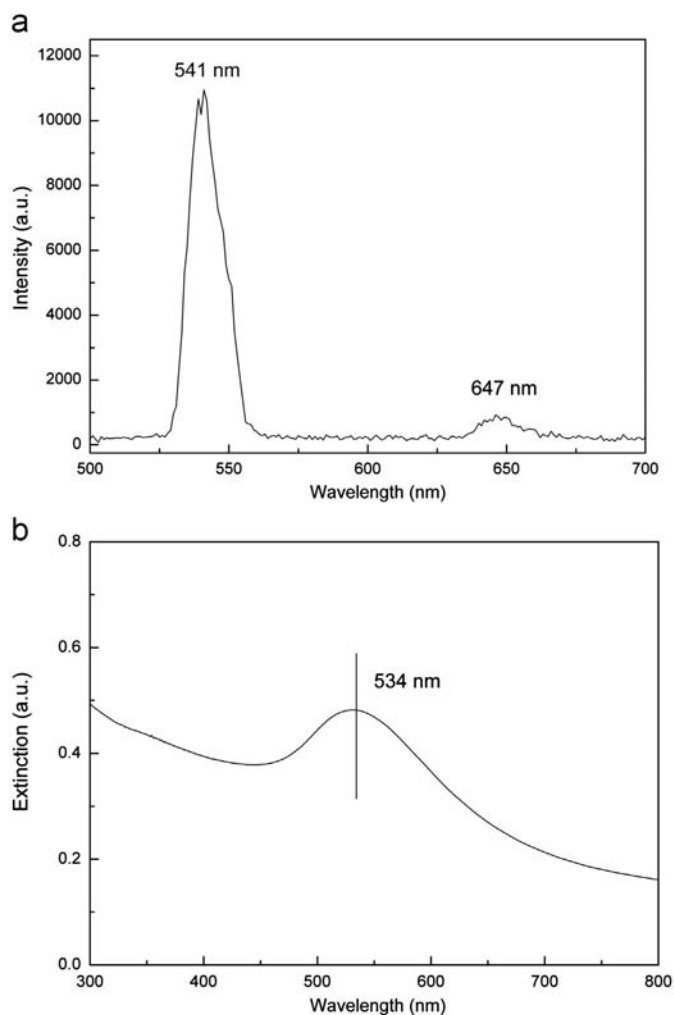 a
12000
10000
8000
6000
4000
2000
0
Intensity (a.u.)
541 nm
647 nm
500 550 600 650 700
Wavelength (nm)
b
0.8
0.6
0.4
0.2
0.0
Extinction (a.u.)
534 nm
300 400 500 600 700 800
Wavelength (nm)